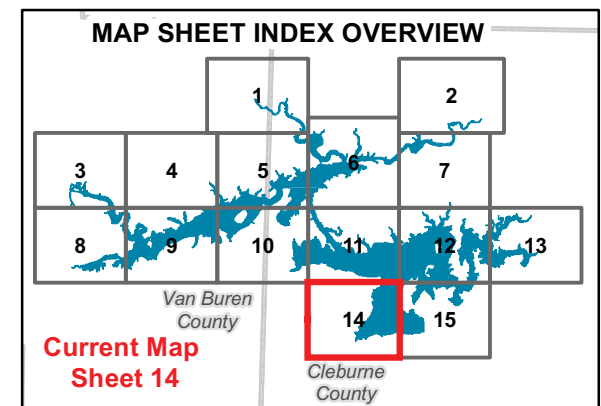 MAP SHEET INDEX OVERVIEW
1
2
3
4
5
6
7
8
9
10
11
12
13
Van Buren
County
14
15
Current Map
Sheet 14
Cleburne
County